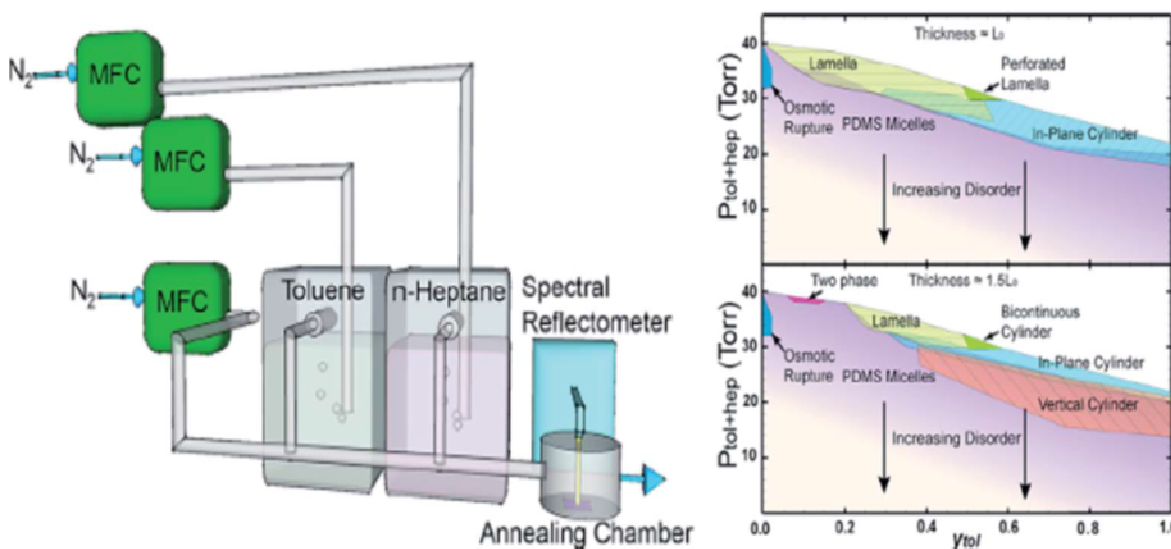 N2
MFC
N2
MFC
N2
MFC
Toluene
n-Heptane
Spectral
Reflectometer
Annealing Chamber
Ptol+hep (Torr)
40
30
20
10
Thickness ≈ L₀
Lamella
Perforated
Lamella
Osmotic
Rupture
PDMS Micelles
In-Plane Cylinder
Increasing Disorder
Ptol+hep (Torr)
40
30
20
10
Two phase
Thickness ≈ 1.5L₀
Lamella
Bicontinuous
Cylinder
Osmotic
Rupture
PDMS Micelles
In-Plane Cylinder
Vertical Cylinder
Increasing Disorder
0.0 0.2 0.4 0.6 0.8 1.0
ytol